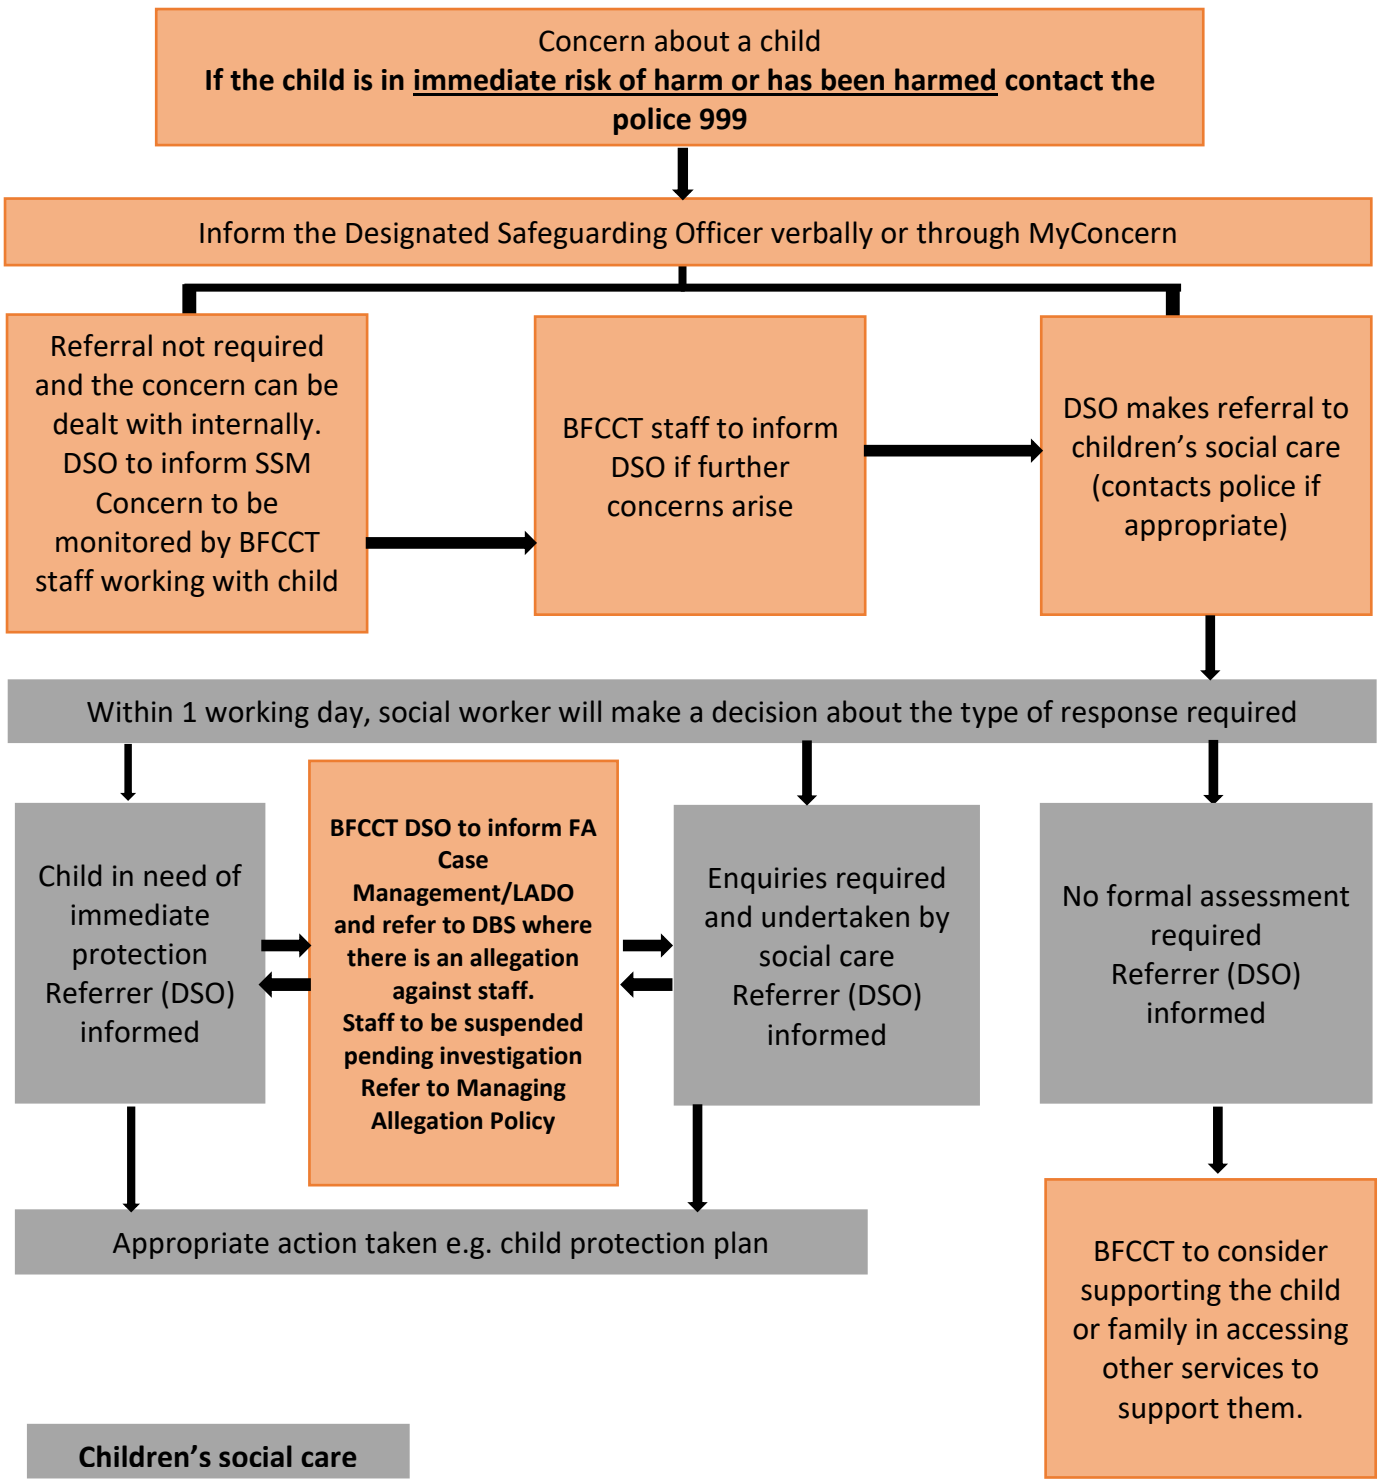 Concern about a child
If the child is in immediate risk of harm or has been harmed contact the
police 999
Inform the Designated Safeguarding Officer verbally or through MyConcern
Referral not required
and the concern can be
dealt with internally.
DSO to inform SSM
Concern to be
monitored by BFCCT
staff working with child
BFCCT staff to inform
DSO if further
concerns arise
DSO makes referral to
children’s social care
(contacts police if
appropriate)
Within 1 working day, social worker will make a decision about the type of response required
Child in need of
immediate
protection
Referrer (DSO)
informed
BFCCT DSO to inform FA
Case
Management/LADO
and refer to DBS where
there is an allegation
against staff.
Staff to be suspended
pending investigation
Refer to Managing
Allegation Policy
Enquiries required
and undertaken by
social care
Referrer (DSO)
informed
No formal assessment
required
Referrer (DSO)
informed
Appropriate action taken e.g. child protection plan
BFCCT to consider
supporting the child
or family in accessing
other services to
support them.
Children’s social care